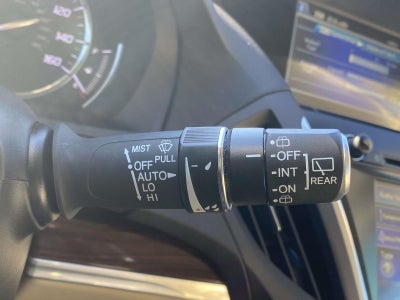 120
140
160
MIST
PULL
OFF
AUTO
LO
HI
OFF
INT
ON
REAR